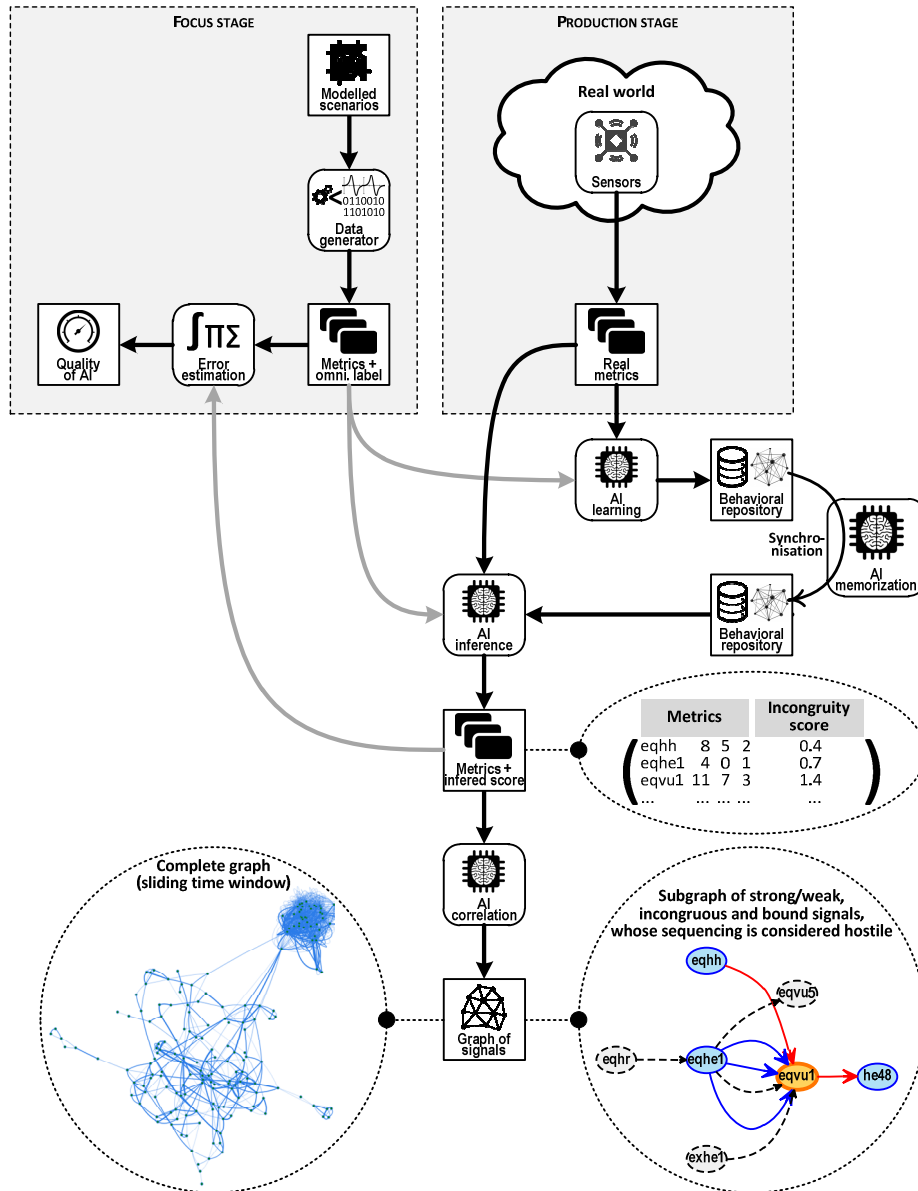 FOCUS STAGE
Modelled
scenarios
0110010
1101010
Data
generator
Quality
of AI
∫ΠΣ
Error
estimation
Metrics +
omni. label
PRODUCTION STAGE
Real world
Sensors
Real
metrics
AI
learning
Behavioral
repository
Synchro-
nisation
AI
memorization
Behavioral
repository
AI
inference
Metrics +
infered score
Metrics Incongruity
score
eqhh 8 5 2 0.4
eqhe1 4 0 1 0.7
eqvu1 11 7 3 1.4
... ... ... ... ...
AI
correlation
Graph of
signals
Complete graph
(sliding time window)
Subgraph of strong/weak,
incongruous and bound signals,
whose sequencing is considered hostile
eqhh
eqvu5
eqhr
eqhe1
eqvu1
he48
exhe1